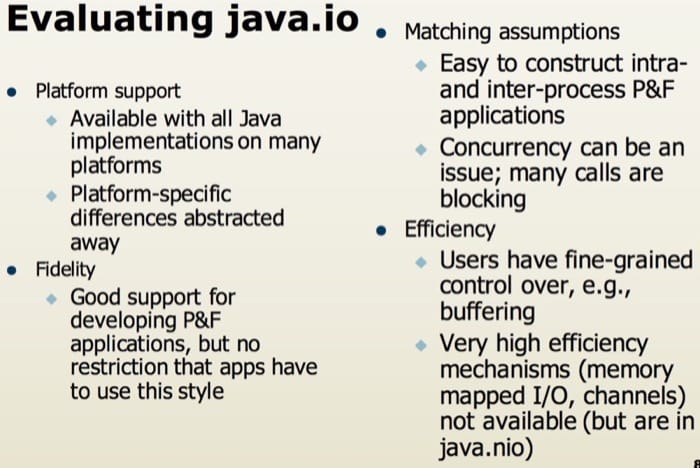 Evaluating java.io
• Platform support
◆ Available with all Java
implementations on many
platforms
◆ Platform-specific
differences abstracted
away
• Fidelity
◆ Good support for
developing P&F
applications, but no
restriction that apps have
to use this style
• Matching assumptions
◆ Easy to construct intra-
and inter-process P&F
applications
◆ Concurrency can be an
issue; many calls are
blocking
• Efficiency
◆ Users have fine-grained
control over, e.g.,
buffering
◆ Very high efficiency
mechanisms (memory
mapped I/O, channels)
not available (but are in
java.nio)